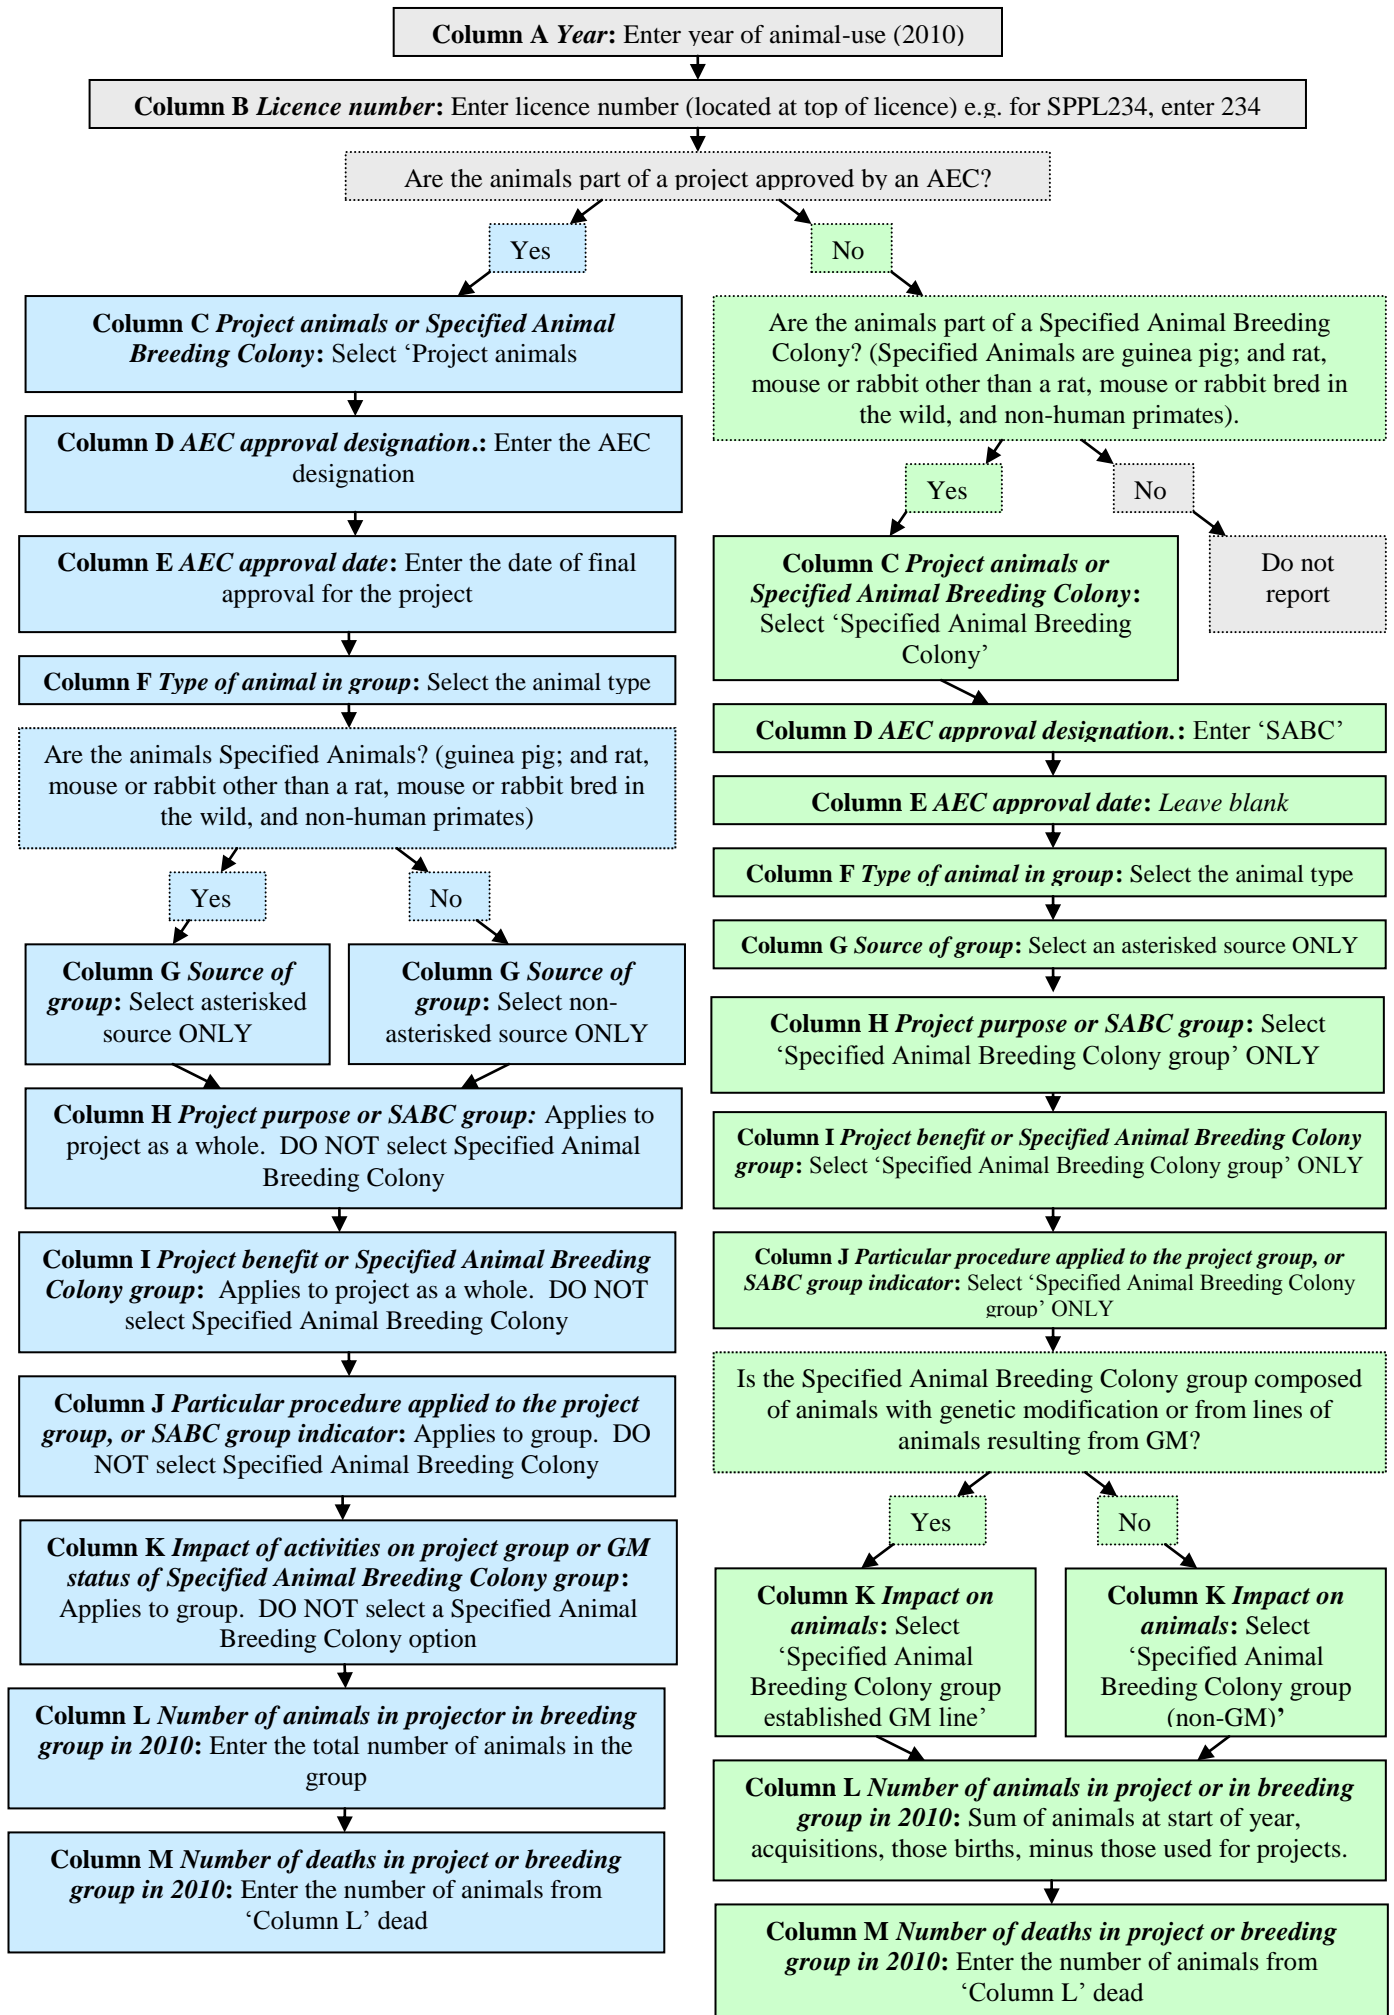 Column A Year: Enter year of animal-use (2010)
Column B Licence number: Enter licence number (located at top of licence) e.g. for SPPL234, enter 234
Are the animals part of a project approved by an AEC?
Yes
Column C Project animals or Specified Animal
Breeding Colony: Select ‘Project animals
Column D AEC approval designation.: Enter the AEC
designation
Column E AEC approval date: Enter the date of final
approval for the project
Column F Type of animal in group: Select the animal type
Are the animals Specified Animals? (guinea pig; and rat,
mouse or rabbit other than a rat, mouse or rabbit bred in
the wild, and non-human primates)
Yes
No
Column G Source of
group: Select asterisked
source ONLY
Column G Source of
group: Select non-
asterisked source ONLY
Column H Project purpose or SABC group: Applies to
project as a whole. DO NOT select Specified Animal
Breeding Colony
Column I Project benefit or Specified Animal Breeding
Colony group: Applies to project as a whole. DO NOT
select Specified Animal Breeding Colony
Column J Particular procedure applied to the project
group, or SABC group indicator: Applies to group. DO
NOT select Specified Animal Breeding Colony
Column K Impact of activities on project group or GM
status of Specified Animal Breeding Colony group:
Applies to group. DO NOT select a Specified Animal
Breeding Colony option
Column L Number of animals in projector in breeding
group in 2010: Enter the total number of animals in the
group
Column M Number of deaths in project or breeding
group in 2010: Enter the number of animals from
‘Column L’ dead
No
Are the animals part of a Specified Animal Breeding
Colony? (Specified Animals are guinea pig; and rat,
mouse or rabbit other than a rat, mouse or rabbit bred in
the wild, and non-human primates).
Yes
No
Do not
report
Column C Project animals or
Specified Animal Breeding Colony:
Select ‘Specified Animal Breeding
Colony’
Column D AEC approval designation.: Enter ‘SABC’
Column E AEC approval date: Leave blank
Column F Type of animal in group: Select the animal type
Column G Source of group: Select an asterisked source ONLY
Column H Project purpose or SABC group: Select
‘Specified Animal Breeding Colony group’ ONLY
Column I Project benefit or Specified Animal Breeding Colony
group: Select ‘Specified Animal Breeding Colony group’ ONLY
Column J Particular procedure applied to the project group, or
SABC group indicator: Select ‘Specified Animal Breeding Colony
group’ ONLY
Is the Specified Animal Breeding Colony group composed
of animals with genetic modification or from lines of
animals resulting from GM?
Yes
No
Column K Impact on
animals: Select
‘Specified Animal
Breeding Colony group
established GM line’
Column K Impact on
animals: Select
‘Specified Animal
Breeding Colony group
(non-GM)’
Column L Number of animals in project or in breeding
group in 2010: Sum of animals at start of year,
acquisitions, those births, minus those used for projects.
Column M Number of deaths in project or breeding
group in 2010: Enter the number of animals from
‘Column L’ dead